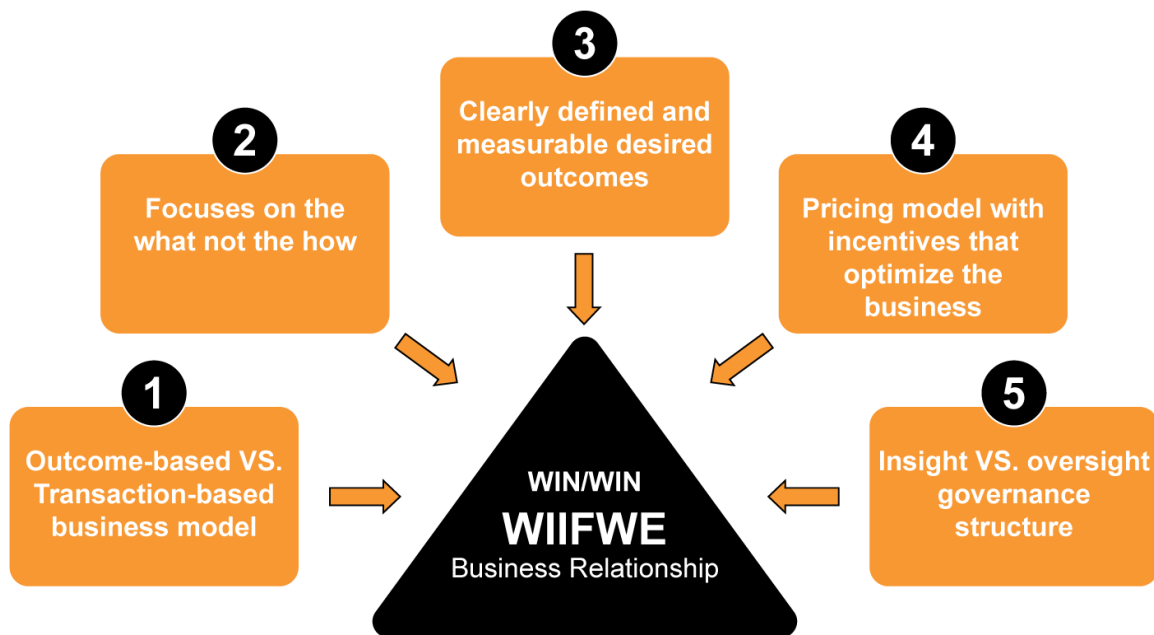 1
Outcome-based VS.
Transaction-based
business model
2
Focuses on the
what not the how
3
Clearly defined and
measurable desired
outcomes
4
Pricing model with
incentives that
optimize the
business
5
Insight VS. oversight
governance
structure
WIN/WIN
WIIFWE
Business Relationship